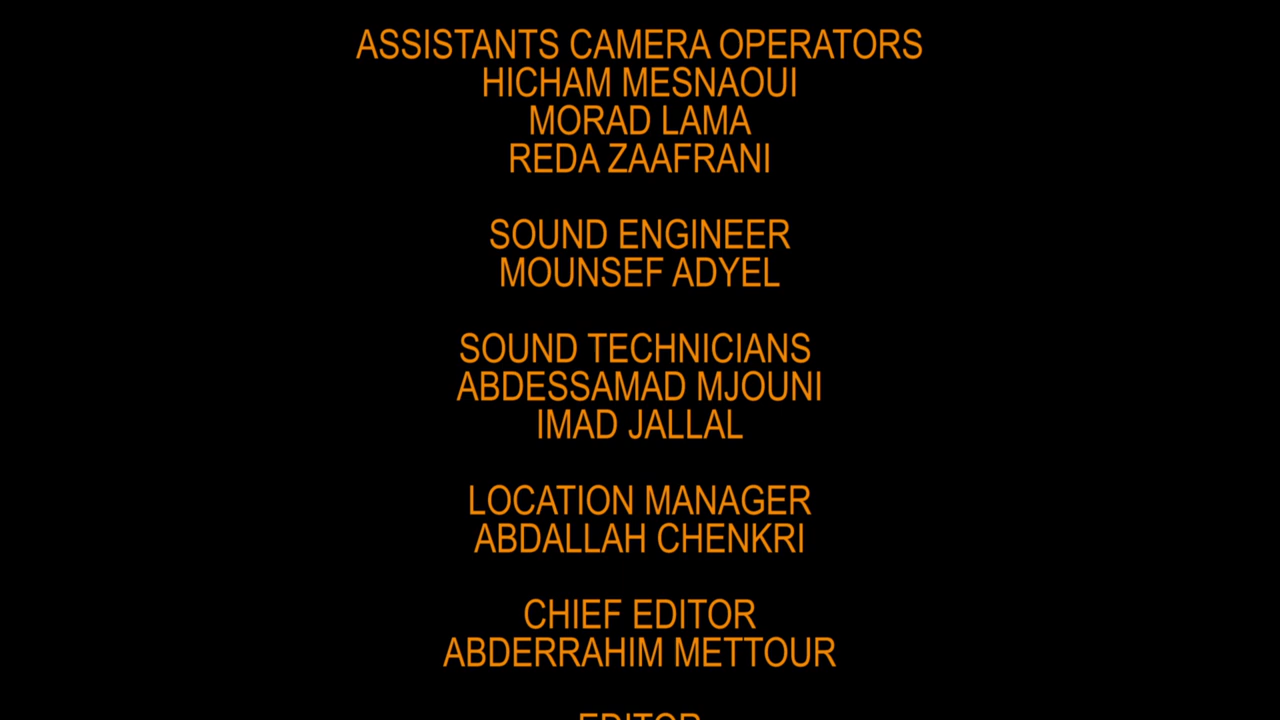 ASSISTANTS CAMERA OPERATORS
HICHAM MESNAOUI
MORAD LAMA
REDA ZAAFRANI
SOUND ENGINEER
MOUNSEF ADYEL
SOUND TECHNICIANS
ABDESSAMAD MJOUNI
IMAD JALLAL
LOCATION MANAGER
ABDALLAH CHENKRI
CHIEF EDITOR
ABDERRAHIM METTOUR
EDITOR